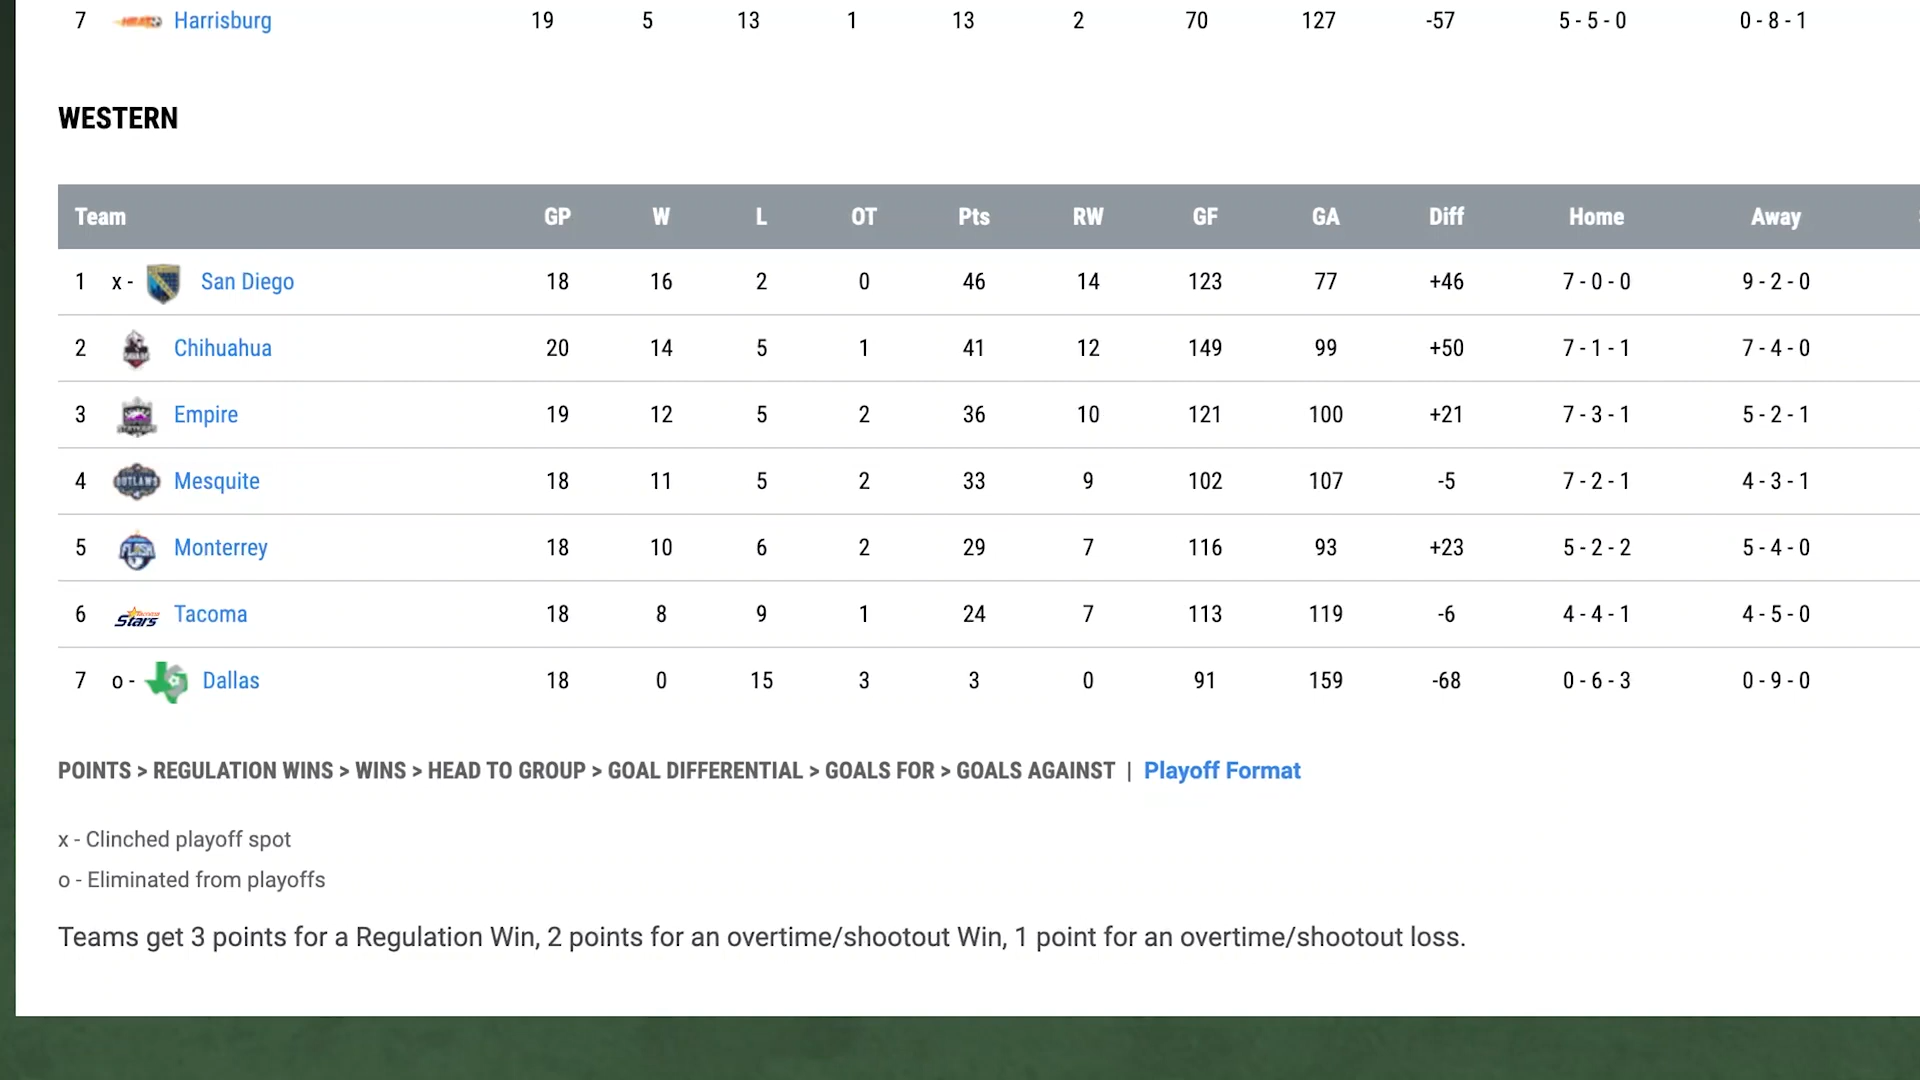 7 Harrisburg 19 5 13 1 13 2 70 127 -57 5 - 5 - 0 0 - 8 - 1
WESTERN
Team GP W L OT Pts RW GF GA Diff Home Away
1 x - San Diego 18 16 2 0 46 14 123 77 +46 7 - 0 - 0 9 - 2 - 0
2 Chihuahua 20 14 5 1 41 12 149 99 +50 7 - 1 - 1 7 - 4 - 0
3 Empire 19 12 5 2 36 10 121 100 +21 7 - 3 - 1 5 - 2 - 1
4 OUTLAWS Mesquite 18 11 5 2 33 9 102 107 -5 7 - 2 - 1 4 - 3 - 1
5 FLASH Monterrey 18 10 6 2 29 7 116 93 +23 5 - 2 - 2 5 - 4 - 0
6 Stars Tacoma 18 8 9 1 24 7 113 119 -6 4 - 4 - 1 4 - 5 - 0
7 o - Dallas 18 0 15 3 3 0 91 159 -68 0 - 6 - 3 0 - 9 - 0
POINTS > REGULATION WINS > WINS > HEAD TO GROUP > GOAL DIFFERENTIAL > GOALS FOR > GOALS AGAINST | Playoff Format
x - Clinched playoff spot
o - Eliminated from playoffs
Teams get 3 points for a Regulation Win, 2 points for an overtime/shootout Win, 1 point for an overtime/shootout loss.